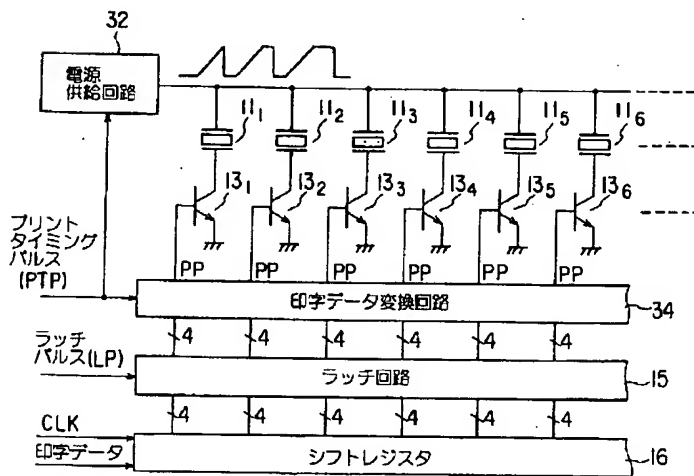 32
電源
供給回路
11₁ 11₂ 11₃ 11₄ 11₅ 11₆
13₁ 13₂ 13₃ 13₄ 13₅ 13₆
プリント
タイミング
パルス
(PTP)
PP PP PP PP PP PP
印字データ変換回路
34
4 4 4 4 4 4
ラッチ
パルス(LP)
ラッチ回路
15
4 4 4 4 4 4
CLK
印字データ
シフトレジスタ
16